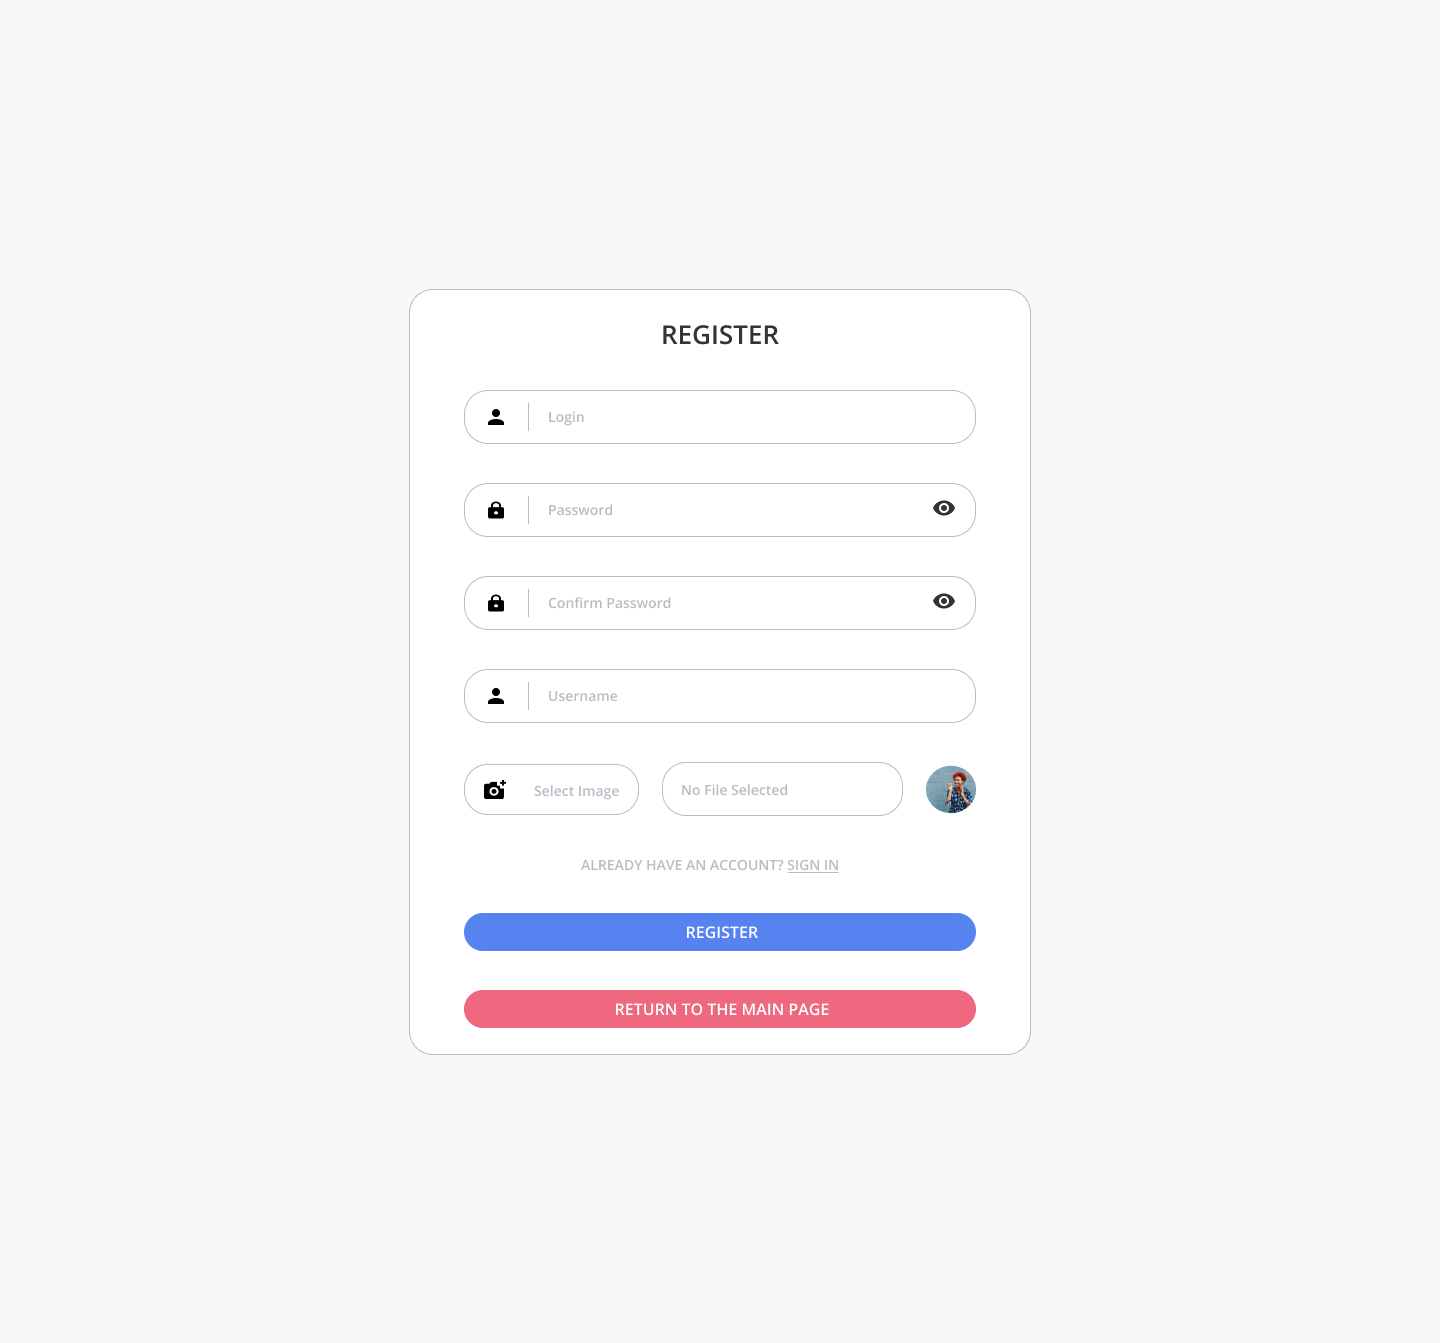 REGISTER
Login
Password
Confirm Password
Username
Select Image
No File Selected
ALREADY HAVE AN ACCOUNT? SIGN IN
REGISTER
RETURN TO THE MAIN PAGE